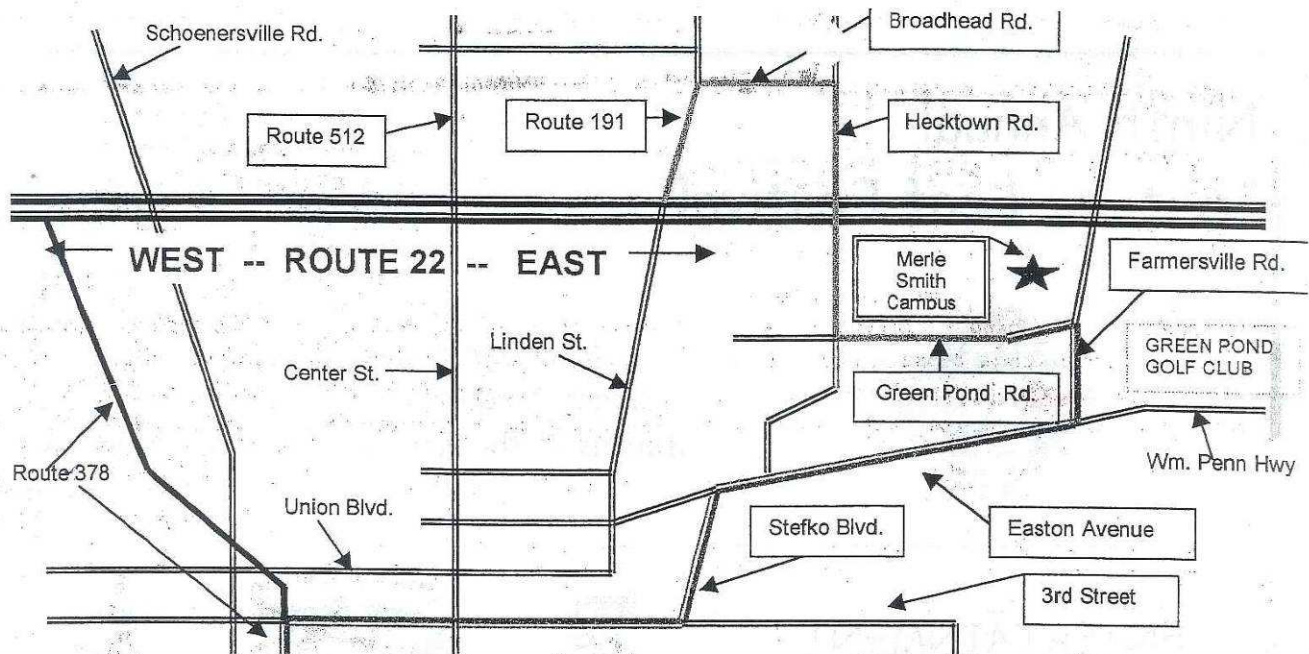 Broadhead Rd.
Schoenersville Rd.
Route 512
Route 191
Hecktown Rd.
WEST -- ROUTE 22 -- EAST
Merle
Smith
Campus
Farmersville Rd.
Linden St.
Center St.
GREEN POND
GOLF CLUB
Green Pond Rd.
Route 378
Wm. Penn Hwy
Union Blvd.
Stefko Blvd.
Easton Avenue
3rd Street